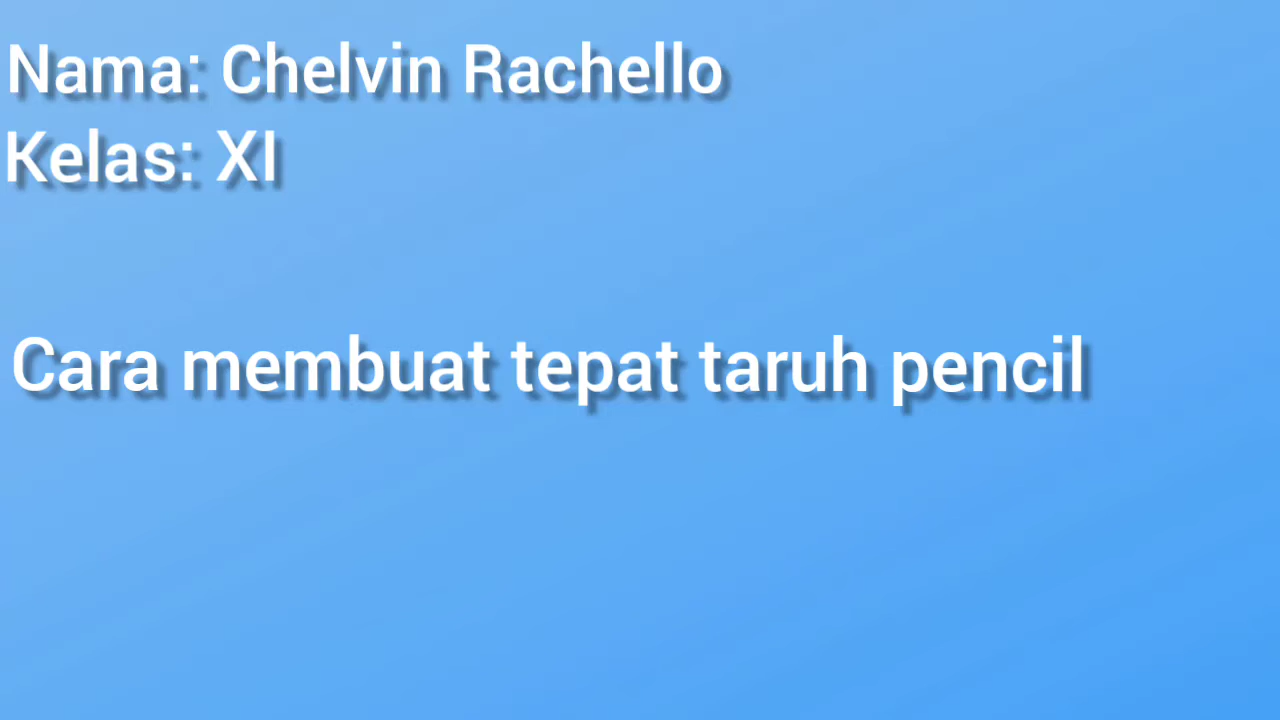 Nama: Chelvin Rachello
Kelas: XI
Cara membuat tepat taruh pencil